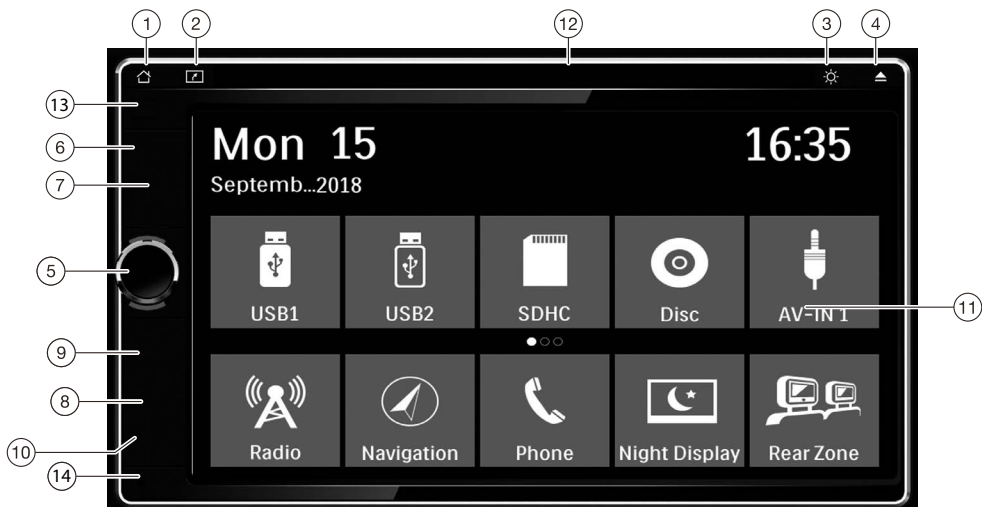 1 2 12 3 4
13
6
7
Mon 15 16:35
Septemb...2018
5
USB1 USB2 SDHC Disc AV-IN 1
11
9
8
10
14
Radio Navigation Phone Night Display Rear Zone